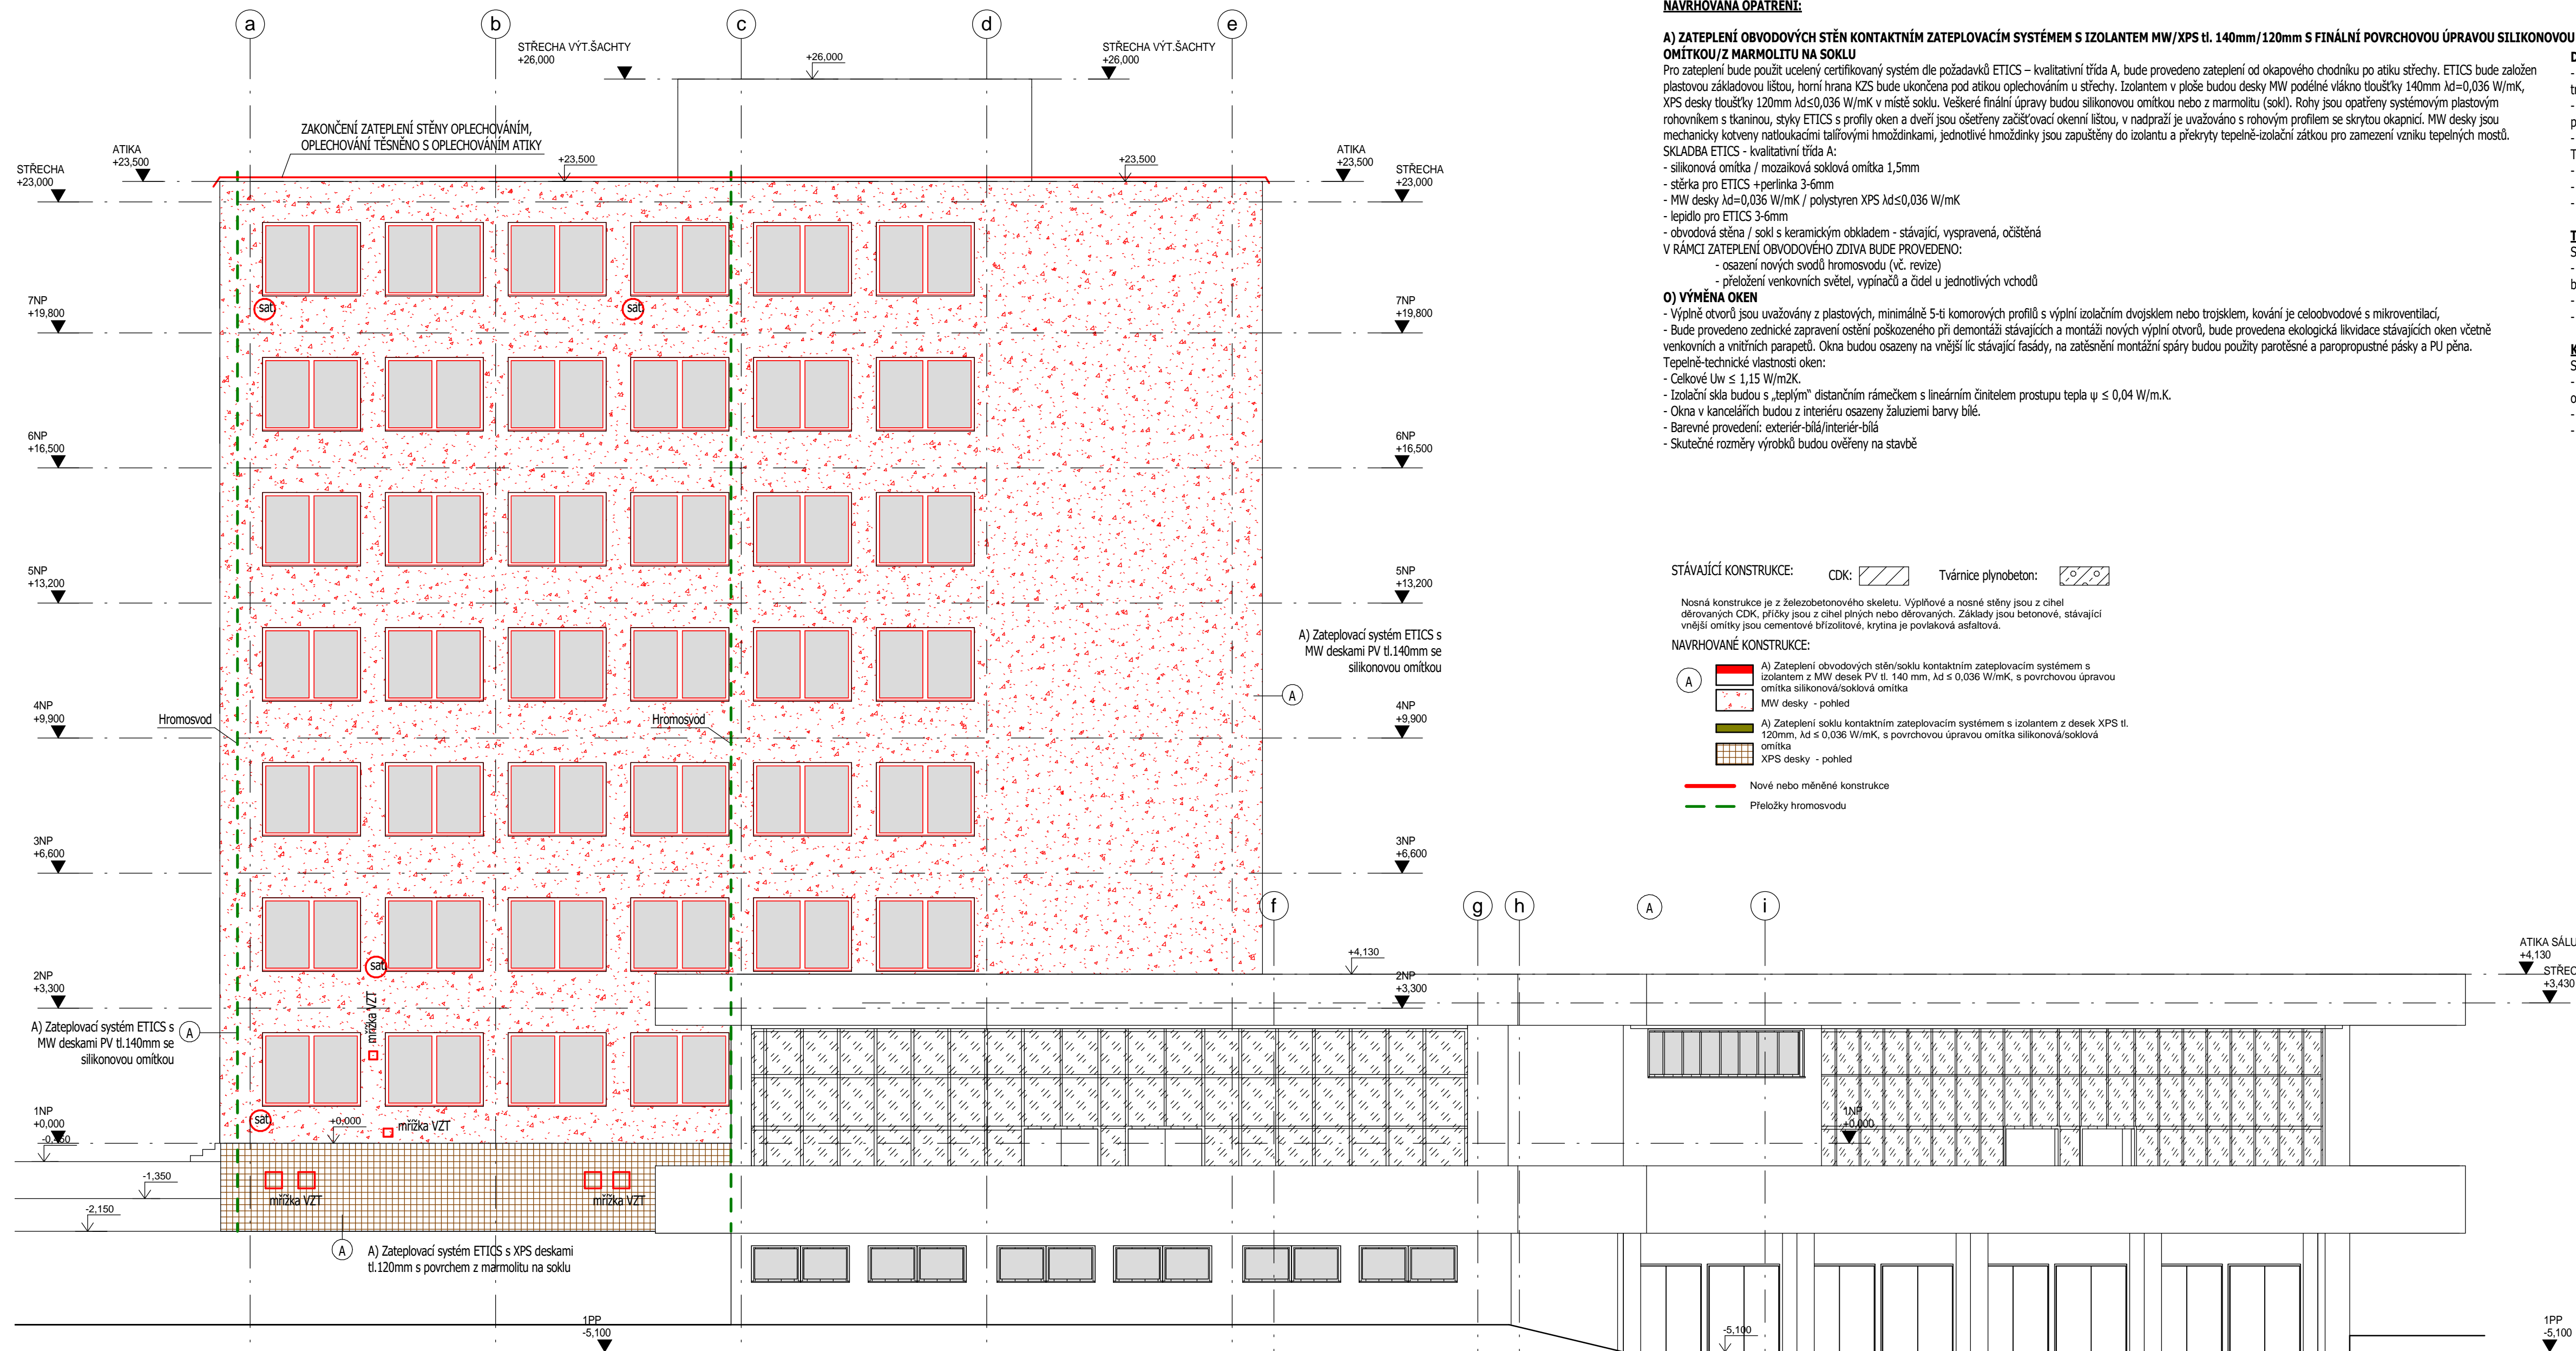 a
b
c
d
e
STŘECHA VÝT.ŠACHTY
+26,000
+26,000
STŘECHA VÝT.ŠACHTY
+26,000
ZAKONČENÍ ZATEPLENÍ STĚNY OPLECHOVÁNÍM,
OPLECHOVÁNÍ TĚSNĚNO S OPLECHOVÁNÍM ATIKY
ATIKA
+23,500
STŘECHA
+23,000
+23,500
+23,500
ATIKA
+23,500
STŘECHA
+23,000
sat
sat
7NP
+19,800
7NP
+19,800
6NP
+16,500
6NP
+16,500
5NP
+13,200
5NP
+13,200
A) Zateplovací systém ETICS s
MW deskami PV tl.140mm se
silikonovou omítkou
A
4NP
+9,900
Hromosvod
Hromosvod
4NP
+9,900
3NP
+6,600
3NP
+6,600
f
g
h
A
i
sat
2NP
+3,300
+4,130
2NP
+3,300
ATIKA SÁLU
+4,130
+3,430
mřížka VZT
A) Zateplovací systém ETICS s
MW deskami PV tl.140mm se
silikonovou omítkou
A
1NP
+0,000
sat
+0,000
mřížka VZT
1NP
+0,000
-1,350
-2,150
mřížka VZT
mřížka VZT
A
A) Zateplovací systém ETICS s XPS deskami
tl.120mm s povrchem z marmolitu na soklu
1PP
-5,100
-5,100
1PP
-5,100
NAVRHOVANÁ OPATŘENÍ:
A) ZATEPLENÍ OBVODOVÝCH STĚN KONTAKTNÍM ZATEPLOVACÍM SYSTÉMEM S IZOLANTEM MW/XPS tl. 140mm/120mm S FINÁLNÍ POVRCHOVOU ÚPRAVOU SILIKONOVOU
OMÍTKOU/Z MARMOLITU NA SOKLU
Pro zateplení bude použit ucelený certifikovaný systém dle požadavků ETICS – kvalitativní třída A, bude provedeno zateplení od okapového chodníku po atiku střechy. ETICS bude založen
plastovou základovou lištou, horní hrana KZS bude ukončena pod atikou oplechováním u střechy. Izolantem v ploše budou desky MW podélné vlákno tloušťky 140mm λd=0,036 W/mK,
XPS desky tloušťky 120mm λd≤0,036 W/mK v místě soklu. Veškeré finální úpravy budou silikonovou omítkou nebo z marmolitu (sokl). Rohy jsou opatřeny systémovým plastovým
rohovníkem s tkaninou, styky ETICS s profily oken a dveří jsou ošetřeny začišťovací okenní lištou, v nadpraží je uvažováno s rohovým profilem se skrytou okapnicí. MW desky jsou
mechanicky kotveny natloukacími talířovými hmoždinkami, jednotlivé hmoždinky jsou zapuštěny do izolantu a překryty tepelně-izolační zátkou pro zamezení vzniku tepelných mostů.
SKLADBA ETICS - kvalitativní třída A:
- silikonová omítka / mozaiková soklová omítka 1,5mm
- stěrka pro ETICS +perlinka 3-6mm
- MW desky λd=0,036 W/mK / polystyren XPS λd≤0,036 W/mK
- lepidlo pro ETICS 3-6mm
- obvodová stěna / sokl s keramickým obkladem - stávající, vyspravená, očištěná
V RÁMCI ZATEPLENÍ OBVODOVÉHO ZDIVA BUDE PROVEDENO:
- osazení nových svodů hromosvodu (vč. revize)
- přeložení venkovních světel, vypínačů a čidel u jednotlivých vchodů
O) VÝMĚNA OKEN
- Výplně otvorů jsou uvažovány z plastových, minimálně 5-ti komorových profilů s výplní izolačním dvojsklem nebo trojsklem, kování je celoobvodové s mikroventilací,
- Bude provedeno zednické zapravení ostění poškozeného při demontáži stávajících a montáži nových výplní otvorů, bude provedena ekologická likvidace stávajících oken včetně
venkovních a vnitřních parapetů. Okna budou osazeny na vnější líc stávající fasády, na zatěsnění montážní spáry budou použity parotěsné a paropropustné pásky a PU pěna.
Tepelně-technické vlastnosti oken:
- Celkové Uw ≤ 1,15 W/m2K.
- Izolační skla budou s „teplým“ distančním rámečkem s lineárním činitelem prostupu tepla ψ ≤ 0,04 W/m.K.
- Okna v kancelářích budou z interiéru osazeny žaluziemi barvy bílé.
- Barevné provedení: exteriér-bílá/interiér-bílá
- Skutečné rozměry výrobků budou ověřeny na stavbě
STÁVAJÍCÍ KONSTRUKCE:
CDK:
Tvárnice plynobeton:
Nosná konstrukce je z železobetonového skeletu. Výplňové a nosné stěny jsou z cihel
děrovaných CDK, příčky jsou z cihel plných nebo děrovaných. Základy jsou betonové, stávající
vnější omítky jsou cementové břízolitové, krytina je povlaková asfaltová.
NAVRHOVANÉ KONSTRUKCE:
A
A) Zateplení obvodových stěn/soklu kontaktním zateplovacím systémem s
izolantem z MW desek PV tl. 140 mm, λd ≤ 0,036 W/mK, s povrchovou úpravou
omítka silikonová/soklová omítka
MW desky - pohled
A) Zateplení soklu kontaktním zateplovacím systémem s izolantem z desek XPS tl.
120mm, λd ≤ 0,036 W/mK, s povrchovou úpravou omítka silikonová/soklová
omítka
XPS desky - pohled
Nové nebo měněné konstrukce
Přeložky hromosvodu